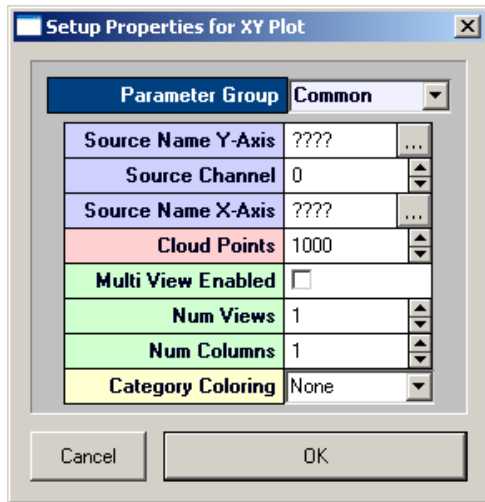 Setup Properties for XY Plot
Parameter Group Common
Source Name Y-Axis ???? ...
Source Channel 0
Source Name X-Axis ???? ...
Cloud Points 1000
Multi View Enabled
Num Views 1
Num Columns 1
Category Coloring None
Cancel OK